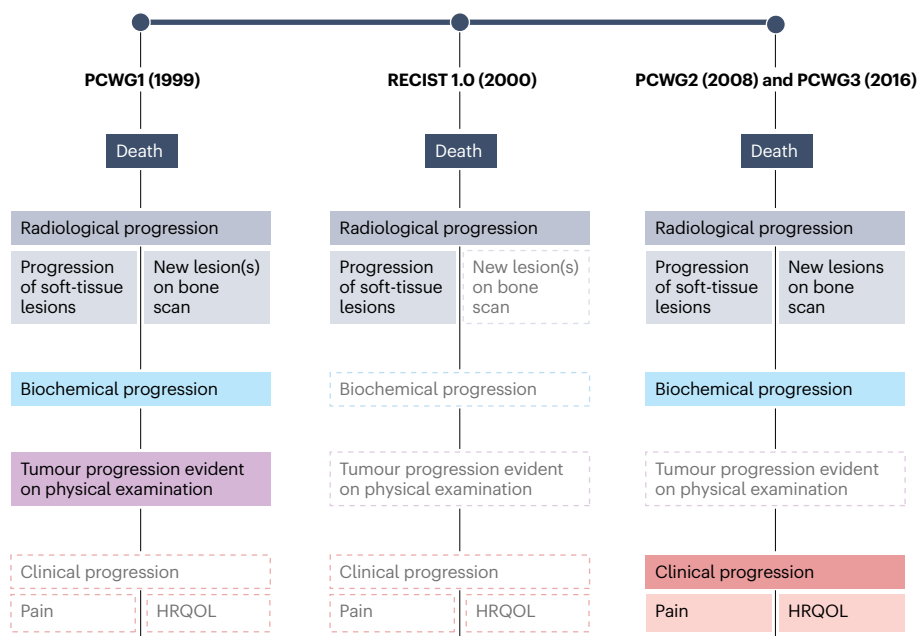 PCWG1 (1999)
RECIST 1.0 (2000)
PCWG2 (2008) and PCWG3 (2016)
Death
Death
Death
Radiological progression
Radiological progression
Radiological progression
Progression
of soft-tissue
lesions
New lesion(s)
on bone
scan
Progression
of soft-tissue
lesions
New lesion(s)
on bone
scan
Progression
of soft-tissue
lesions
New lesions
on bone
scan
Biochemical progression
Biochemical progression
Biochemical progression
Tumour progression evident
on physical examination
Tumour progression evident
on physical examination
Tumour progression evident
on physical examination
Clinical progression
Clinical progression
Clinical progression
Pain
HRQOL
Pain
HRQOL
Pain
HRQOL